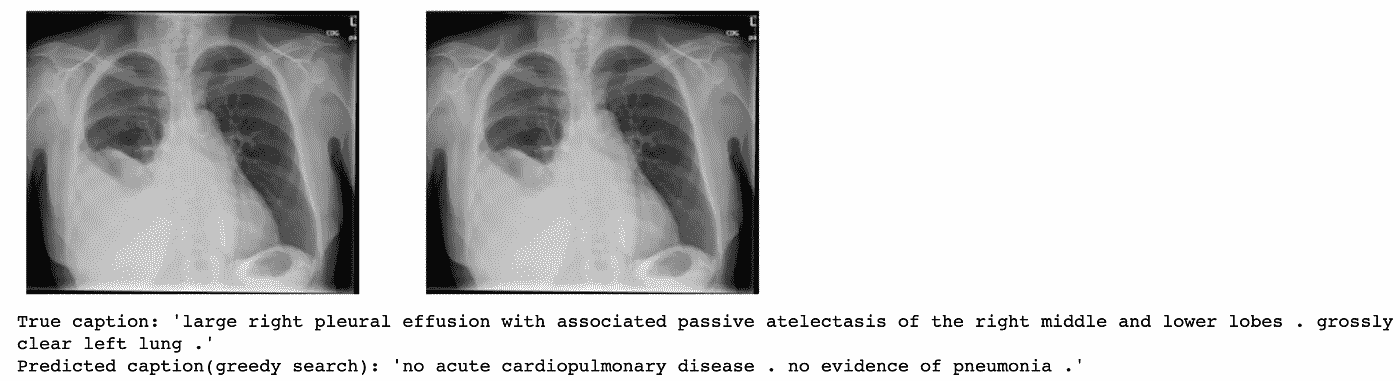 L
L
True caption: 'large right pleural effusion with associated passive atelectasis of the right middle and lower lobes . grossly
clear left lung .'
Predicted caption(greedy search): 'no acute cardiopulmonary disease . no evidence of pneumonia .'